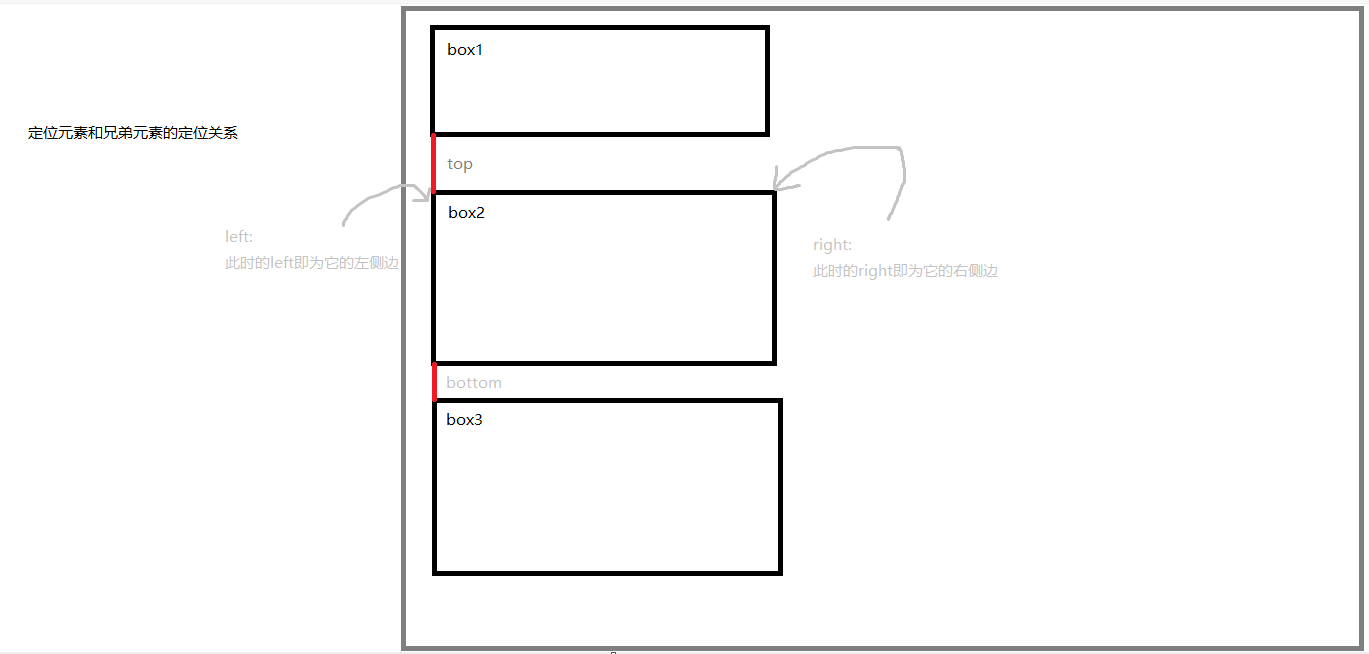 box1
定位元素和兄弟元素的定位关系
top
box2
left:
此时的left即为它的左侧边
right:
此时的right即为它的右侧边
bottom
box3